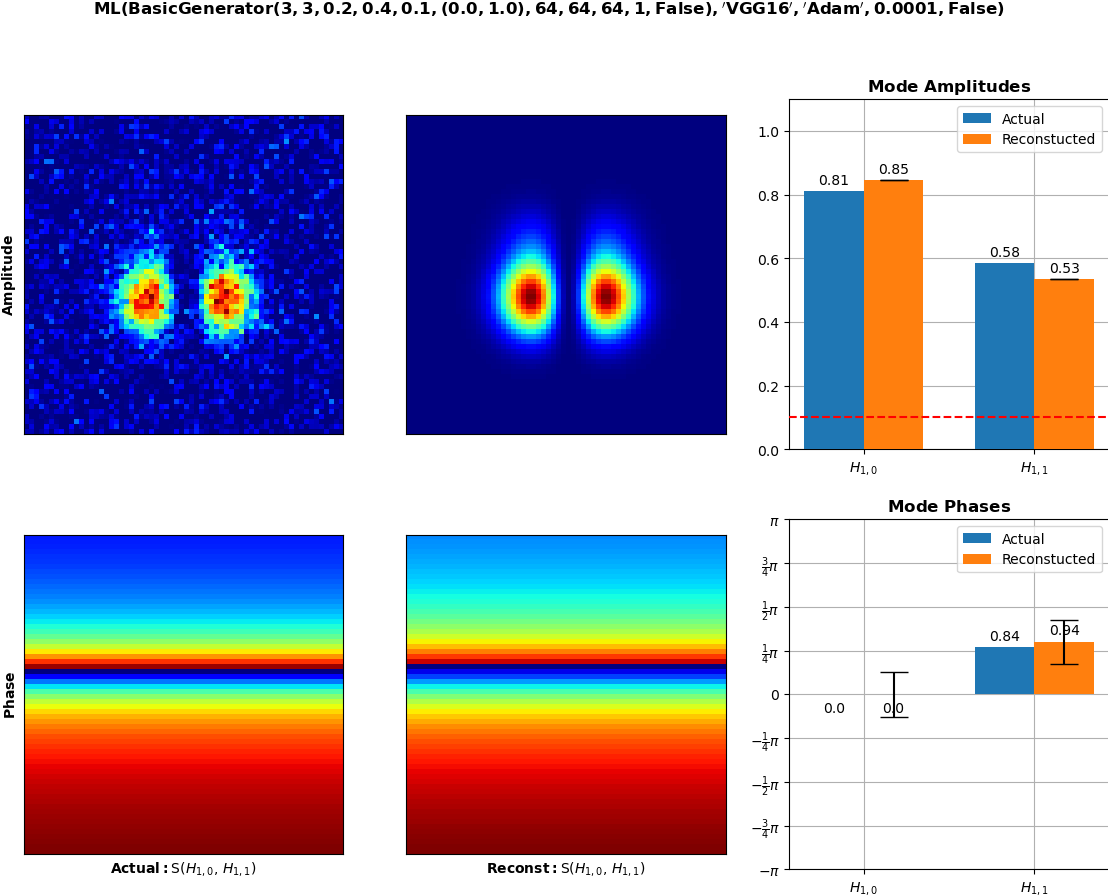 ML(BasicGenerator(3, 3, 0.2, 0.4, 0.1, (0.0, 1.0), 64, 64, 64, 1, False), ′VGG16′, ′Adam′, 0.0001, False)
Amplitude
Mode Amplitudes
Actual
Reconstucted
1.0
0.8
0.6
0.4
0.2
0.0
0.81
0.85
0.58
0.53
H1,0
H1,1
Phase
Actual: S(H1,0, H1,1)
Reconst: S(H1,0, H1,1)
Mode Phases
Actual
Reconstucted
π
3/4π
1/2π
1/4π
0
−1/4π
−1/2π
−3/4π
−π
0.0
0.0
0.84
0.94
H1,0
H1,1